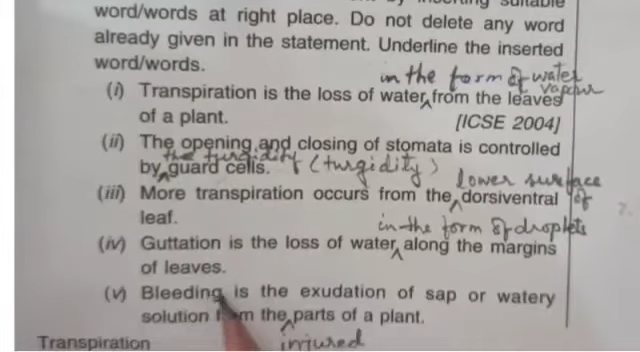 word/words at right place. Do not delete any word
already given in the statement. Underline the inserted
word/words.
in the form of water
vapour
(i) Transpiration is the loss of water from the leaves
of a plant. [ICSE 2004]
(ii) The opening and closing of stomata is controlled
the turgidity of (turgidity)
by guard cells.
lower surface
of
(iii) More transpiration occurs from the dorsiventral
leaf.
in the form of droplets
(iv) Guttation is the loss of water along the margins
of leaves.
(v) Bleeding is the exudation of sap or watery
solution the parts of a plant.
Transpiration injured